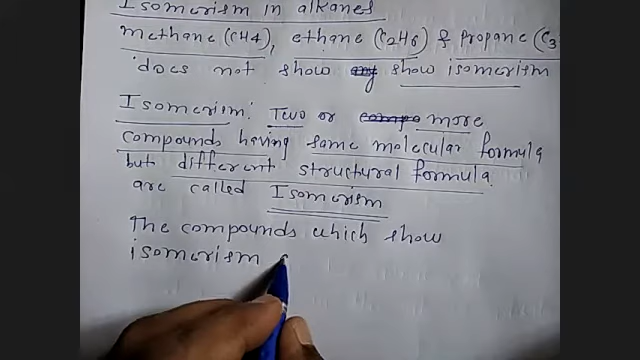 Isomerism in alkanes
methane (CH4), ethane (C2H6) & propane (C3
does not show show isomerism
Isomerism: Two or more
compounds having same molecular formula
but different structural formula
are called Isomerism
The compounds which show
isomerism